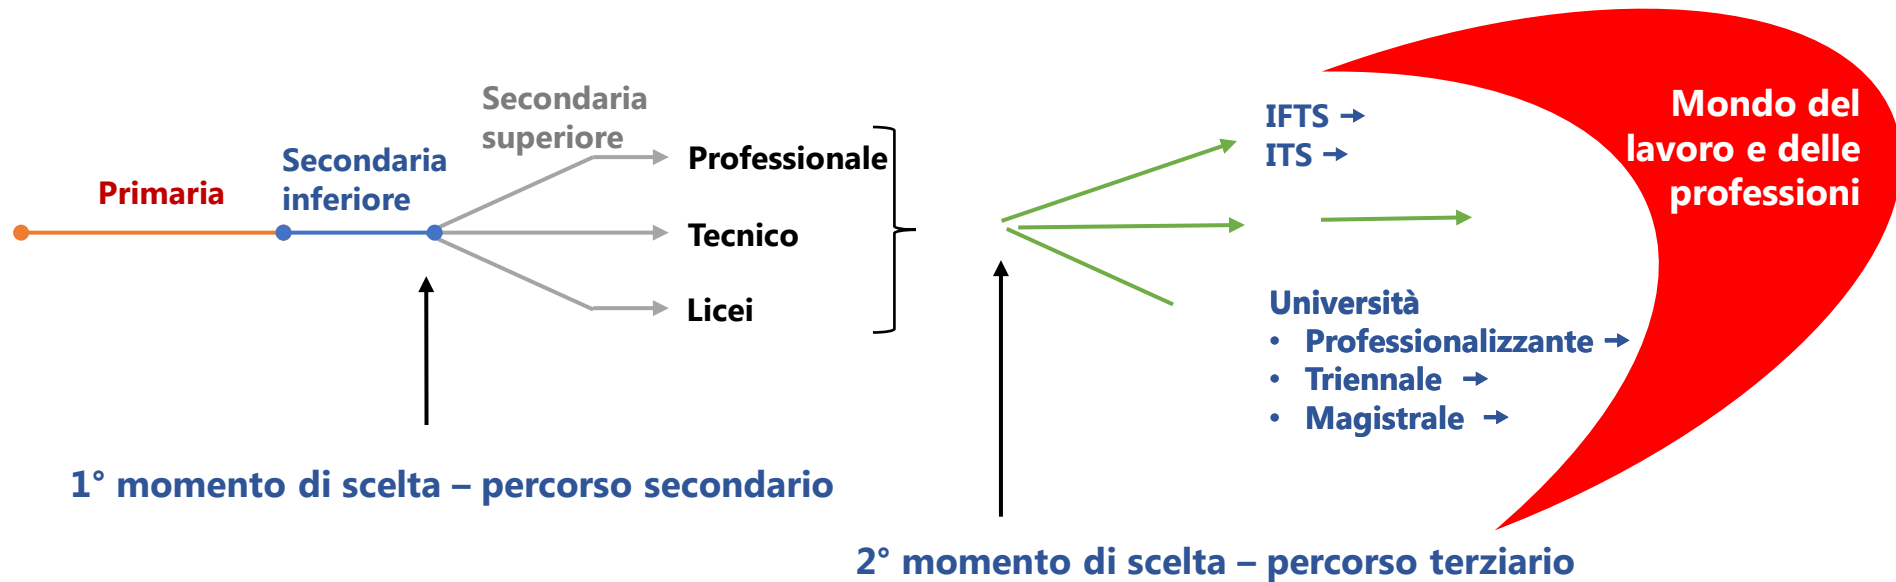 Primaria
Secondaria
inferiore
Secondaria
superiore
Professionale
Tecnico
Licei
1° momento di scelta – percorso secondario
2° momento di scelta – percorso terziario
IFTS →
ITS →
Università
• Professionalizzante →
• Triennale →
• Magistrale →
Mondo del
lavoro e delle
professioni